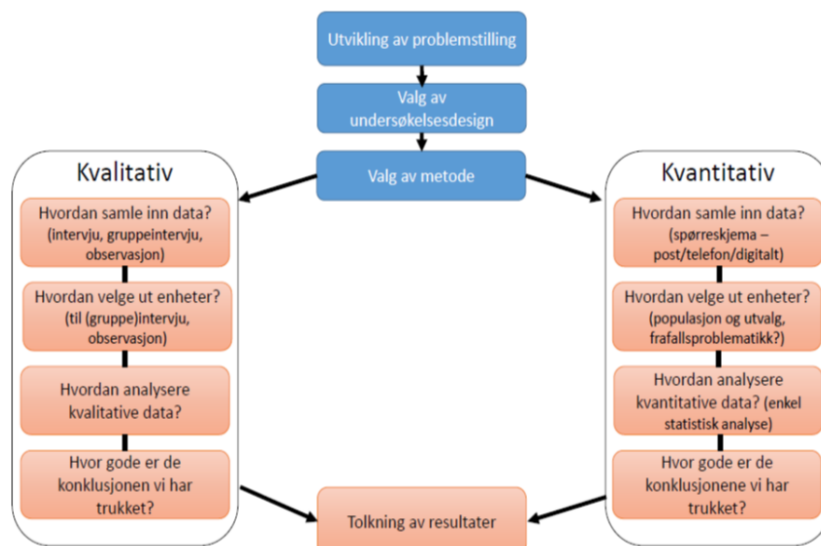 Utvikling av problemstilling
Valg av
undersøkelsesdesign
Valg av metode
Kvalitativ
Hvordan samle inn data?
(intervju, gruppeintervju,
observasjon)
Hvordan velge ut enheter?
(til (gruppe)intervju,
observasjon)
Hvordan analysere
kvalitative data?
Hvor gode er de
konklusjonen vi har
trukket?
Kvantitativ
Hvordan samle inn data?
(spørreskjema –
post/telefon/digitalt)
Hvordan velge ut enheter?
(populasjon og utvalg,
frafallsproblematikk?)
Hvordan analysere
kvantitative data? (enkel
statistisk analyse)
Hvor gode er de
konklusjonene vi har
trukket?
Tolkning av resultater